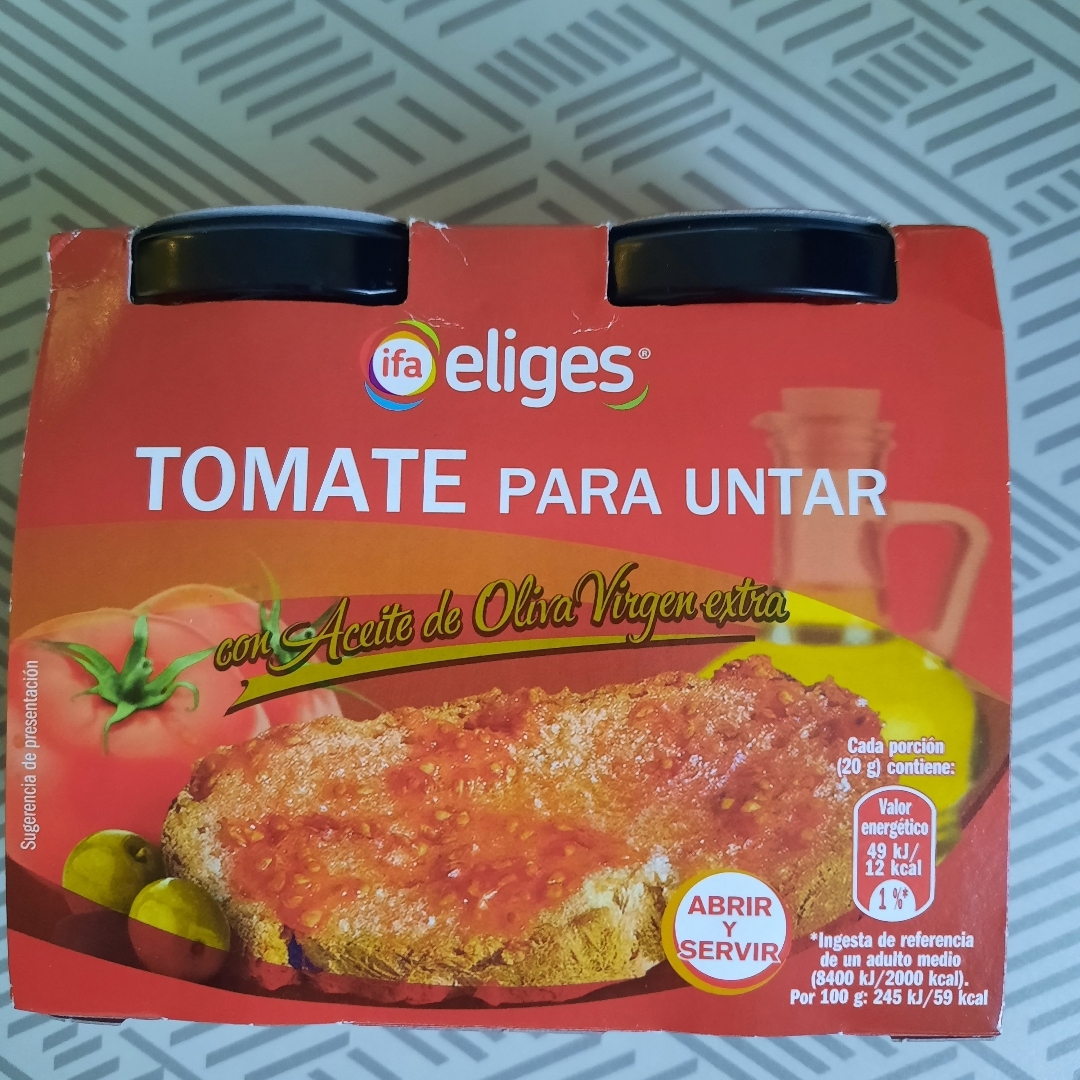 ifa eliges®
TOMATE PARA UNTAR
con Aceite de Oliva Virgen extra
Sugerencia de presentación
Cada porción
(20 g) contiene:
Valor
energético
49 kJ/
12 kcal
1 %*
ABRIR
Y
SERVIR
*Ingesta de referencia
de un adulto medio
(8400 kJ/2000 kcal).
Por 100 g: 245 kJ/59 kcal